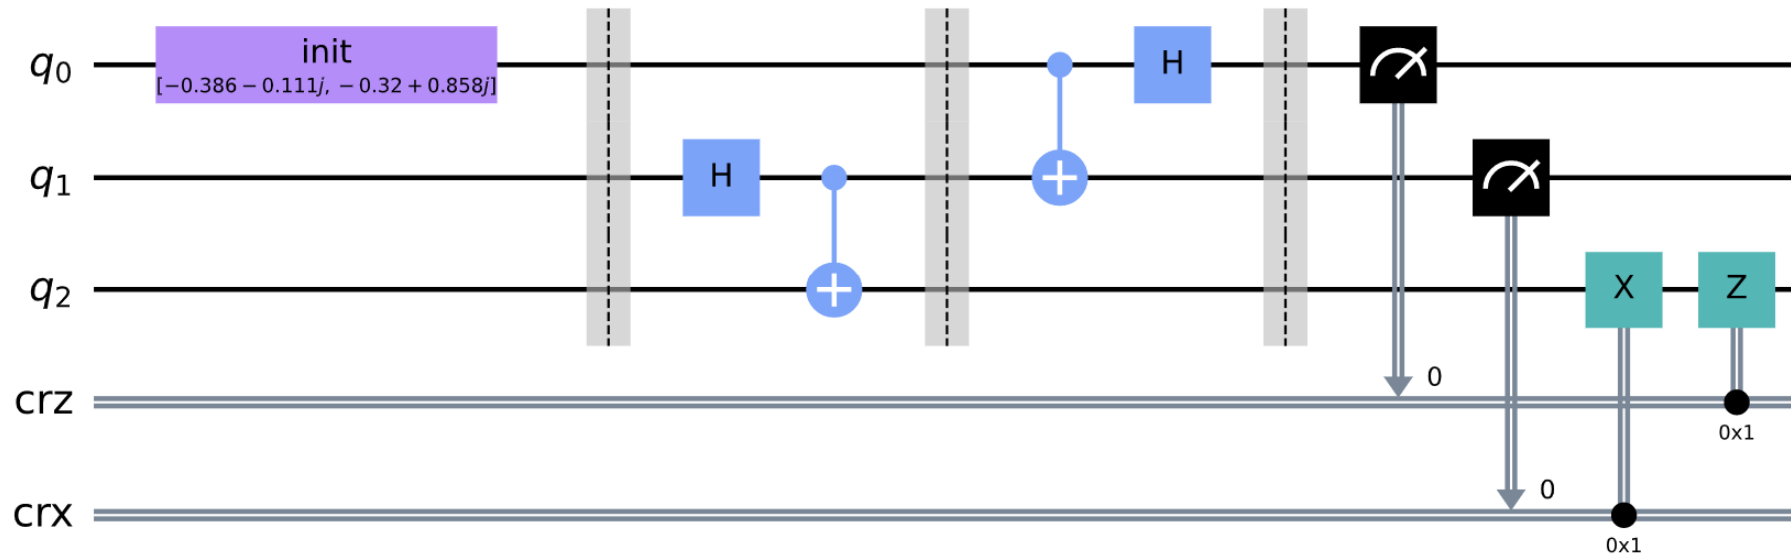 q0 init H
[−0.386 − 0.111j, − 0.32 + 0.858j]
q1 H
q2 X Z
crz 0
0x1
crx 0
0x1